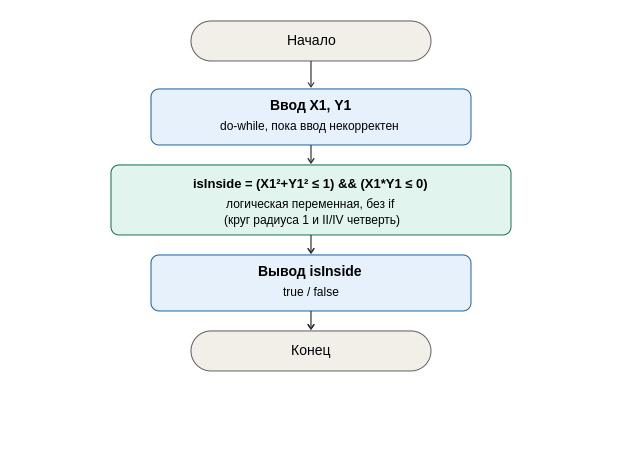 Начало
Ввод X1, Y1
do-while, пока ввод некорректен
isInside = (X1²+Y1² ≤ 1) && (X1*Y1 ≤ 0)
логическая переменная, без if
(круг радиуса 1 и II/IV четверть)
Вывод isInside
true / false
Конец